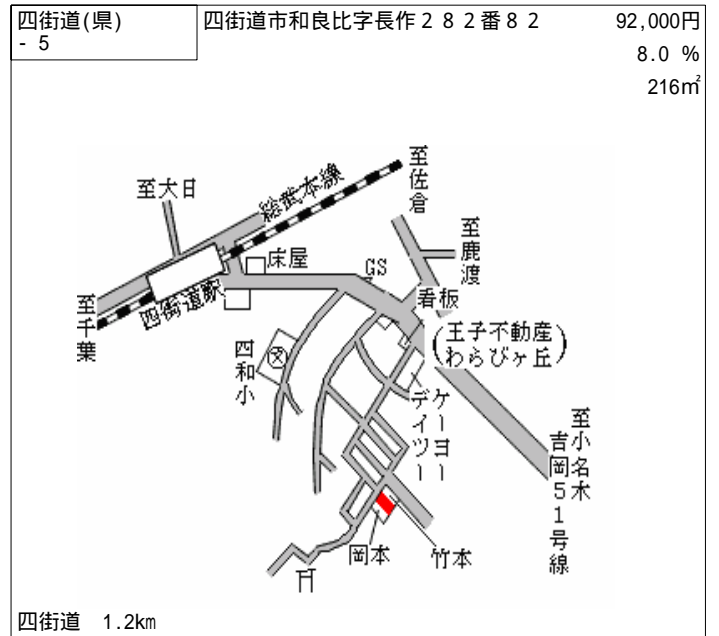 四街道(県)
- 5
四街道市和良比字長作２８２番８２
92,000円
8.0 %
216㎡
至佐倉
至大日
総武本線
至鹿渡
床屋
GS
看板
四街道駅
至千葉
(王子不動産
わらびヶ丘)
四和小
ケーヨー
デイツー
至小名木
吉岡51号線
岡本
竹本
四街道 1.2km